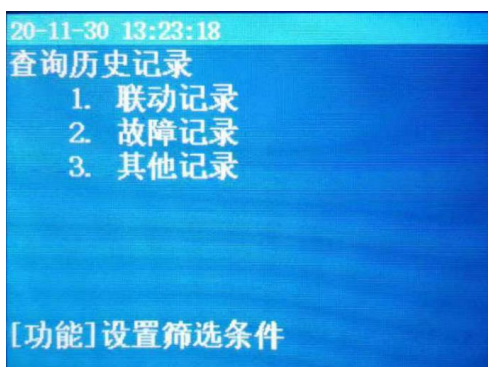 20-11-30 13:23:18
查询历史记录
1. 联动记录
2. 故障记录
3. 其他记录
[功能]设置筛选条件